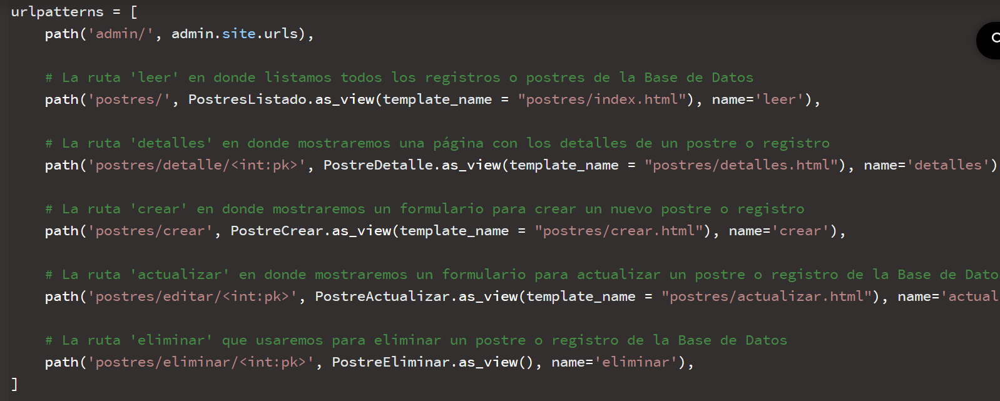 urlpatterns = [
path('admin/', admin.site.urls),
# La ruta 'leer' en donde listamos todos los registros o postres de la Base de Datos
path('postres/', PostresListado.as_view(template_name = "postres/index.html"), name='leer'),
# La ruta 'detalles' en donde mostraremos una página con los detalles de un postre o registro
path('postres/detalle/<int:pk>', PostreDetalle.as_view(template_name = "postres/detalles.html"), name='detalles')
# La ruta 'crear' en donde mostraremos un formulario para crear un nuevo postre o registro
path('postres/crear', PostreCrear.as_view(template_name = "postres/crear.html"), name='crear'),
# La ruta 'actualizar' en donde mostraremos un formulario para actualizar un postre o registro de la Base de Dato
path('postres/editar/<int:pk>', PostreActualizar.as_view(template_name = "postres/actualizar.html"), name='actual
# La ruta 'eliminar' que usaremos para eliminar un postre o registro de la Base de Datos
path('postres/eliminar/<int:pk>', PostreEliminar.as_view(), name='eliminar'),
]